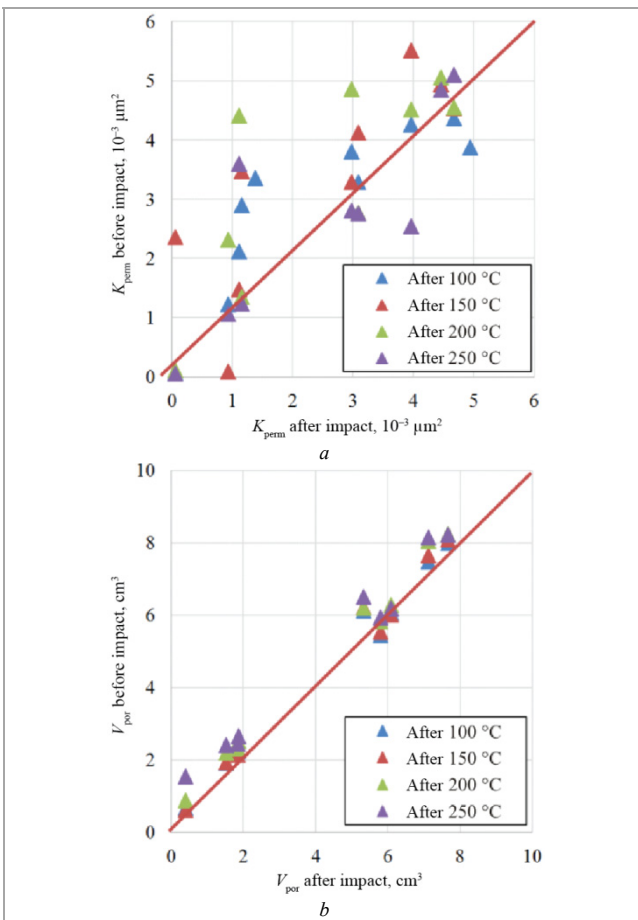 6
5
4
3
2
1
0
K_perm before impact, 10⁻³ µm²
After 100 °C
After 150 °C
After 200 °C
After 250 °C
0 1 2 3 4 5 6
K_perm after impact, 10⁻³ µm²
a
10
8
6
4
2
0
V_por before impact, cm³
After 100 °C
After 150 °C
After 200 °C
After 250 °C
0 2 4 6 8 10
V_por after impact, cm³
b